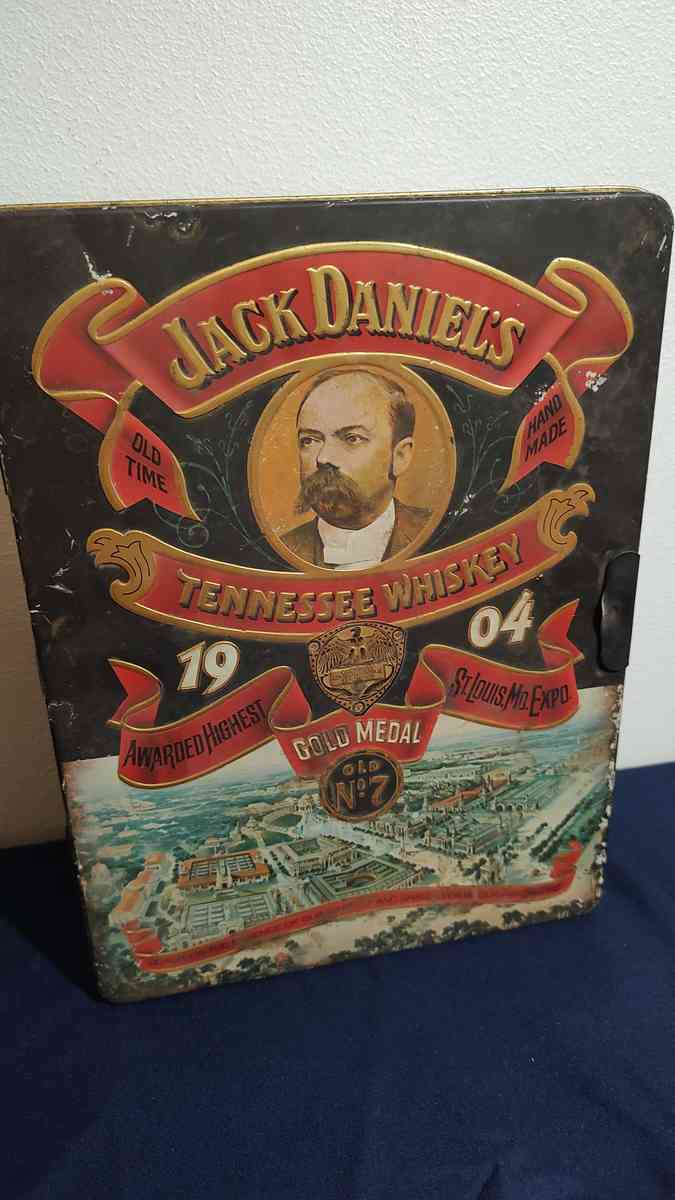 JACK DANIEL'S
OLD
TIME
HAND
MADE
TENNESSEE WHISKEY
19 04
AWARDED HIGHEST
GOLD MEDAL
ST. LOUIS, MO. EXPO.
OLD
No. 7